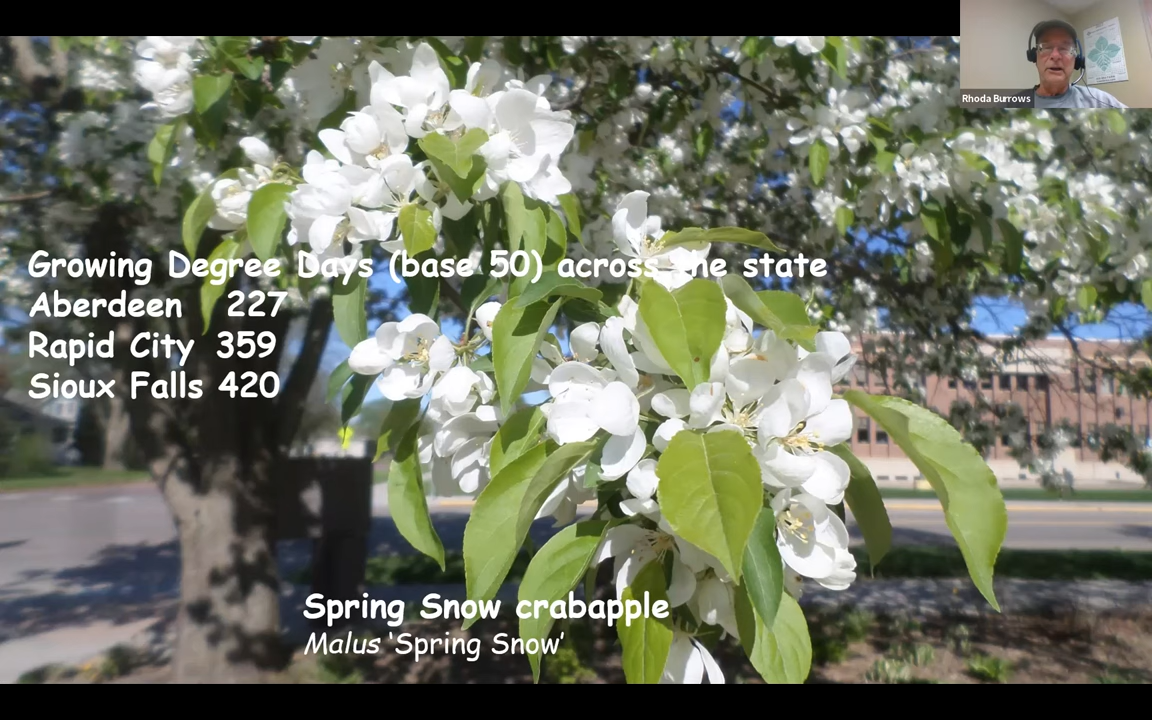 Rhoda Burrows
Growing Degree Days (base 50) across the state
Aberdeen 227
Rapid City 359
Sioux Falls 420
Spring Snow crabapple
Malus ‘Spring Snow’